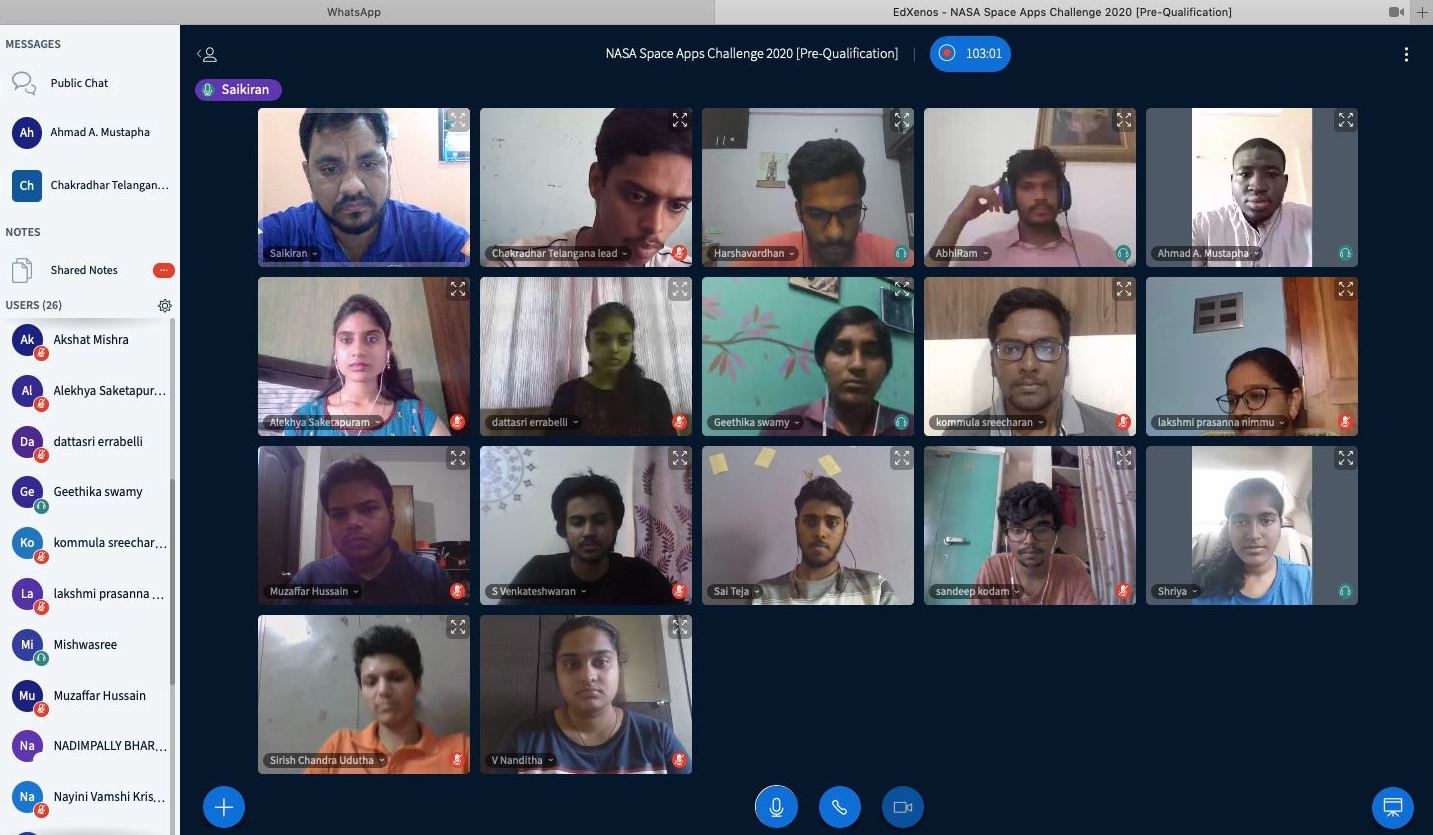 WhatsApp
EdXenos - NASA Space Apps Challenge 2020 [Pre-Qualification]
MESSAGES
Public Chat
Ah
Ahmad A. Mustapha
Ch
Chakradhar Telangan...
NOTES
Shared Notes
...
USERS (26)
Ak
Akshat Mishra
Al
Alekhya Saketapur...
Da
dattasri errabelli
Ge
Geethika swamy
Ko
kommula sreechar...
La
lakshmi prasanna ...
Mi
Mishwasree
Mu
Muzaffar Hussain
Na
NADIMPALLY BHAR...
Na
Nayini Vamshi Kris...
NASA Space Apps Challenge 2020 [Pre-Qualification]
103:01
Saikiran
Saikiran
Chakradhar Telangana lead
Harshavardhan
AbhiRam
Ahmad A. Mustapha
Alekhya Saketapuram
dattasri errabelli
Geethika swamy
kommula sreecharan
lakshmi prasanna nimmu
Muzaffar Hussain
S Venkateshwaran
Sai Teja
sandeep kodam
Shriya
Sirish Chandra Udutha
V Nanditha